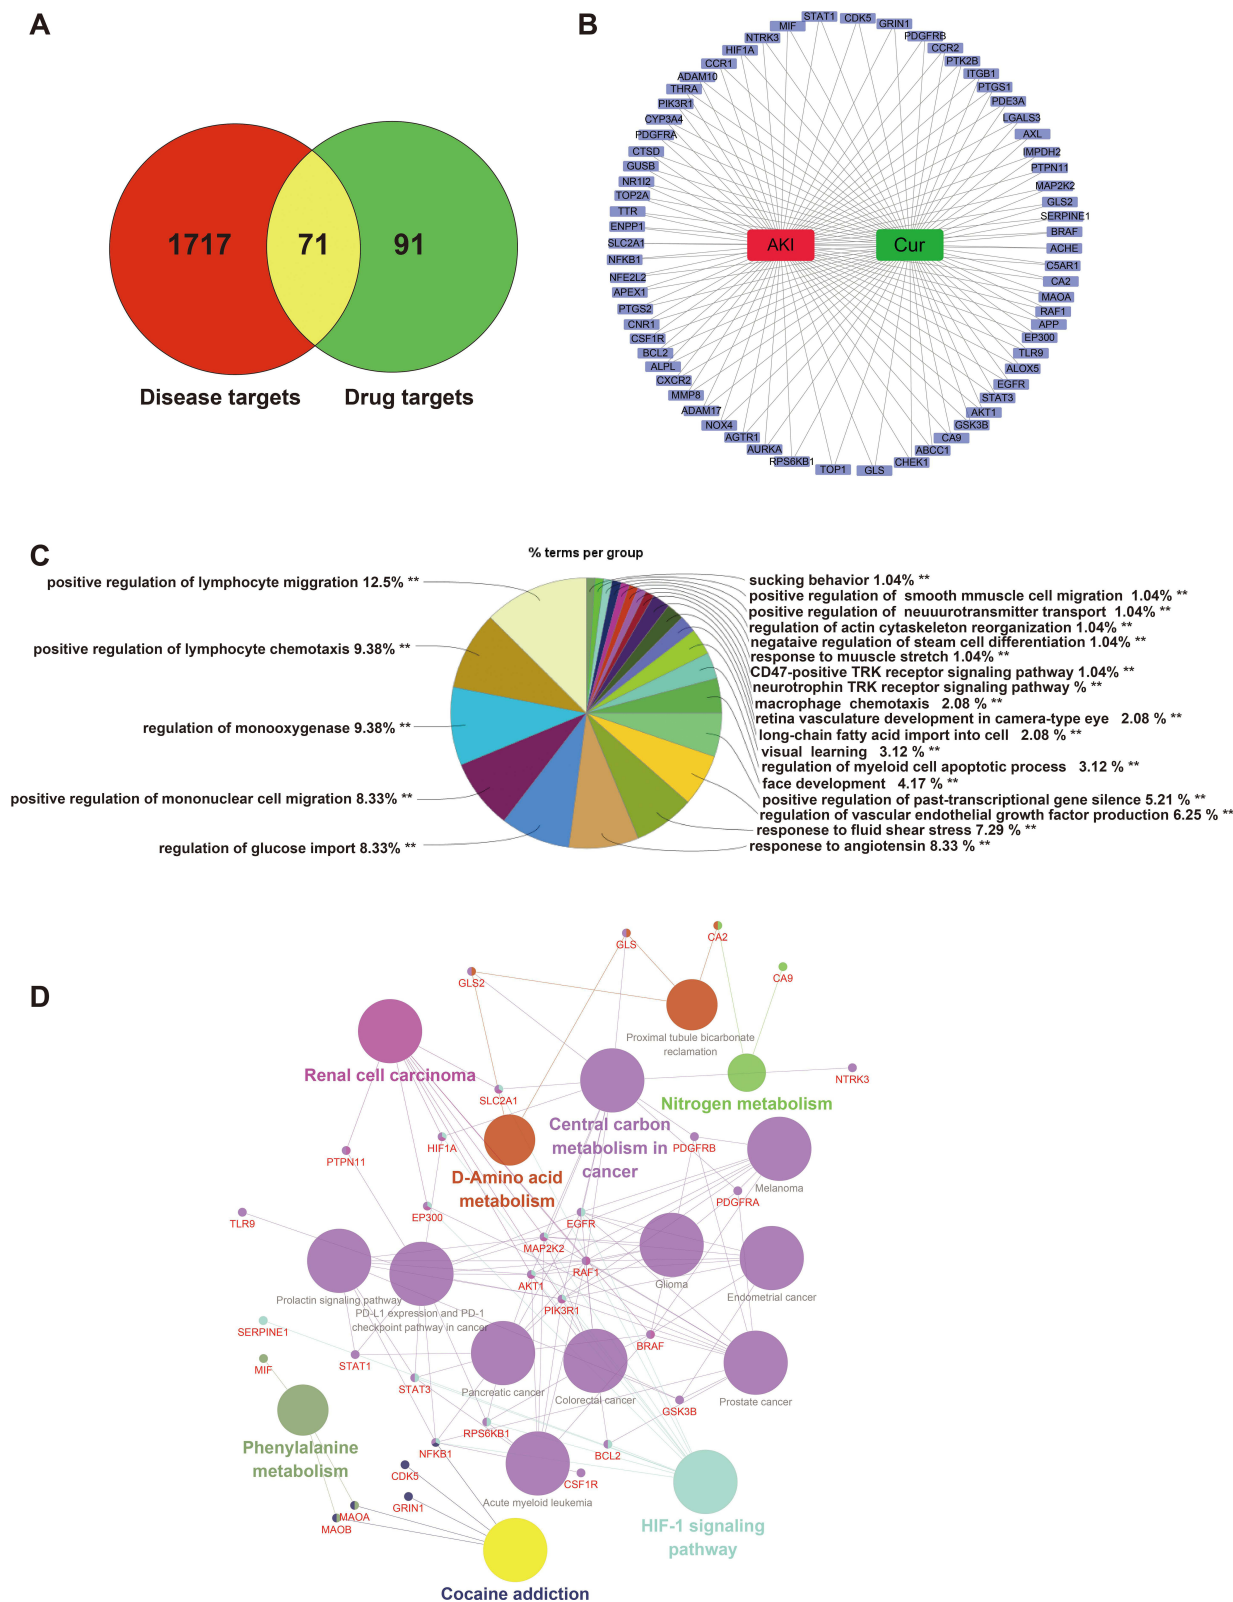 A
1717
71
91
Disease targets
Drug targets
B
STAT1
CDK5
GRIN1
PDGFRB
CCR2
PTK2B
ITGB1
PTGS1
PDE3A
LGALS3
AXL
IMPDH2
PTPN11
MAP2K2
GLS2
SERPINE1
BRAF
ACHE
C5AR1
CA2
MAOA
RAF1
APP
EP300
TLR9
ALOX5
EGFR
STAT3
AKT1
GSK3B
CA9
ABCC1
CHEK1
GLS
TOP1
RPS6KB1
AURKA
AGTR1
NOX4
ADAM17
MMP8
CXCR2
ALPL
BCL2
CSF1R
CNR1
PTGS2
APEX1
NFE2L2
NFKB1
SLC2A1
ENPP1
TTR
TOP2A
NR1I2
GUSB
CTSD
PDGFRA
CYP3A4
PIK3R1
THRA
ADAM10
CCR1
HIF1A
NTRK3
MIF
AKI
Cur
C
% terms per group
positive regulation of lymphocyte miggration 12.5% **
positive regulation of lymphocyte chemotaxis 9.38% **
regulation of monooxygenase 9.38% **
positive regulation of mononuclear cell migration 8.33% **
regulation of glucose import 8.33% **
sucking behavior 1.04% **
positive regulation of smooth mmuscle cell migration 1.04% **
positive regulation of neuuurotransmitter transport 1.04% **
regulation of actin cytaskeleton reorganization 1.04% **
negataive regulation of steam cell differentiation 1.04% **
response to muuscle stretch 1.04% **
CD47-positive TRK receptor signaling pathway 1.04% **
neurotrophin TRK receptor signaling pathway % **
macrophage chemotaxis 2.08 % **
retina vasculature development in camera-type eye 2.08 % **
long-chain fatty acid import into cell 2.08 % **
visual learning 3.12 % **
regulation of myeloid cell apoptotic process 3.12 % **
face development 4.17 % **
positive regulation of past-transcriptional gene silence 5.21 % **
regulation of vascular endothelial growth factor production 6.25 % **
responese to fluid shear stress 7.29 % **
responese to angiotensin 8.33 % **
D
GLS
CA2
GLS2
CA9
Proximal tubule bicarbonate
reclamation
Renal cell carcinoma
NTRK3
SLC2A1
Nitrogen metabolism
Central carbon
metabolism in
cancer
HIF1A
PDGFRB
PTPN11
D-Amino acid
metabolism
Melanoma
PDGFRA
TLR9
EP300
EGFR
MAP2K2
RAF1
AKT1
Glioma
Endometrial cancer
Prolactin signaling pathway
PD-L1 expression and PD-1
checkpoint pathway in cancer
PIK3R1
SERPINE1
BRAF
MIF
STAT1
STAT3
Pancreatic cancer
Colorectal cancer
Prostate cancer
GSK3B
RPS6KB1
Phenylalanine
metabolism
NFKB1
BCL2
CDK5
CSF1R
Acute myeloid leukemia
GRIN1
MAOA
MAOB
HIF-1 signaling
pathway
Cocaine addiction